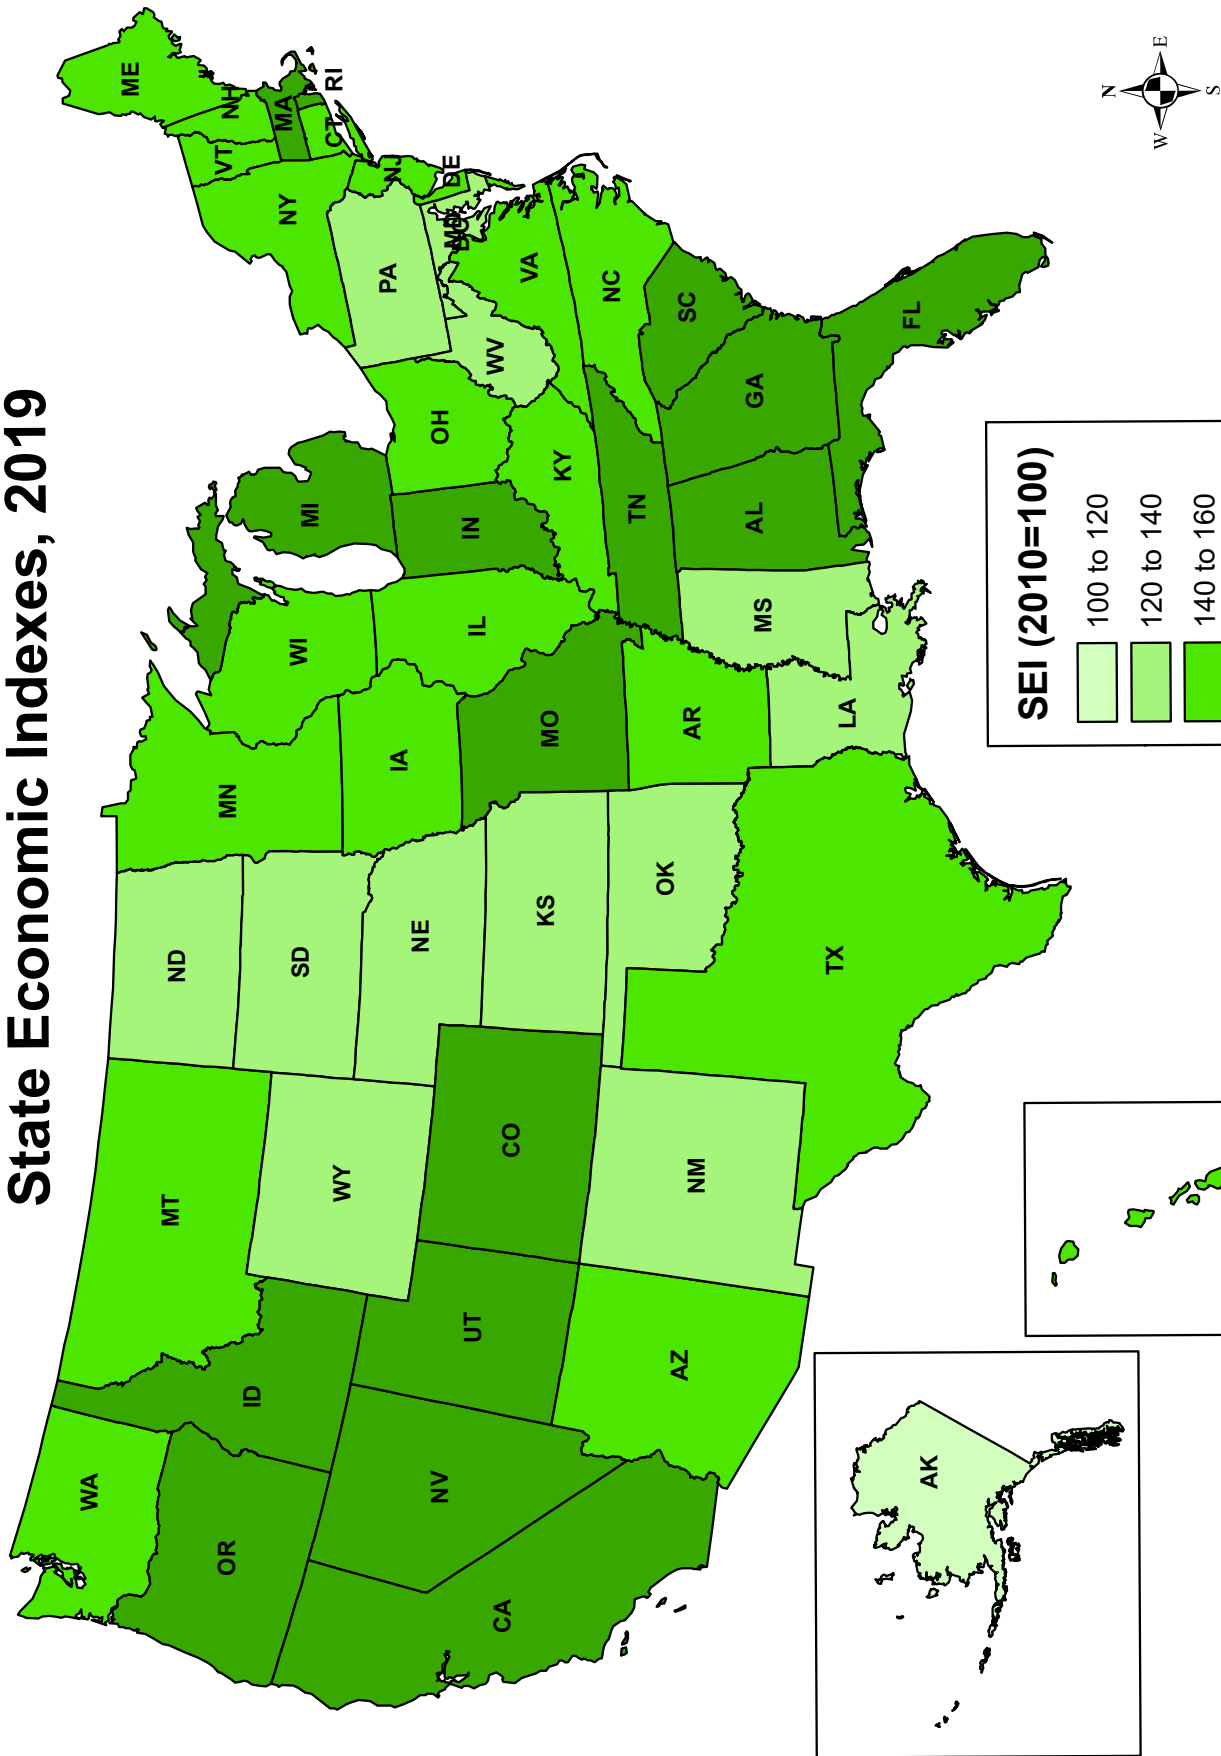 State Economic Indexes, 2019
WA
MT
ND
MN
ME
VT
NH
ID
SD
WI
MI
NY
MA
RI
CT
OR
WY
IA
NE
PA
NJ
OH
DE
MD
DC
NV
UT
CO
KS
IL
IN
WV
VA
CA
MO
KY
NC
AZ
NM
OK
AR
TN
SC
TX
LA
MS
AL
GA
FL
AK
SEI (2010=100)
100 to 120
120 to 140
140 to 160
N
W
E
S